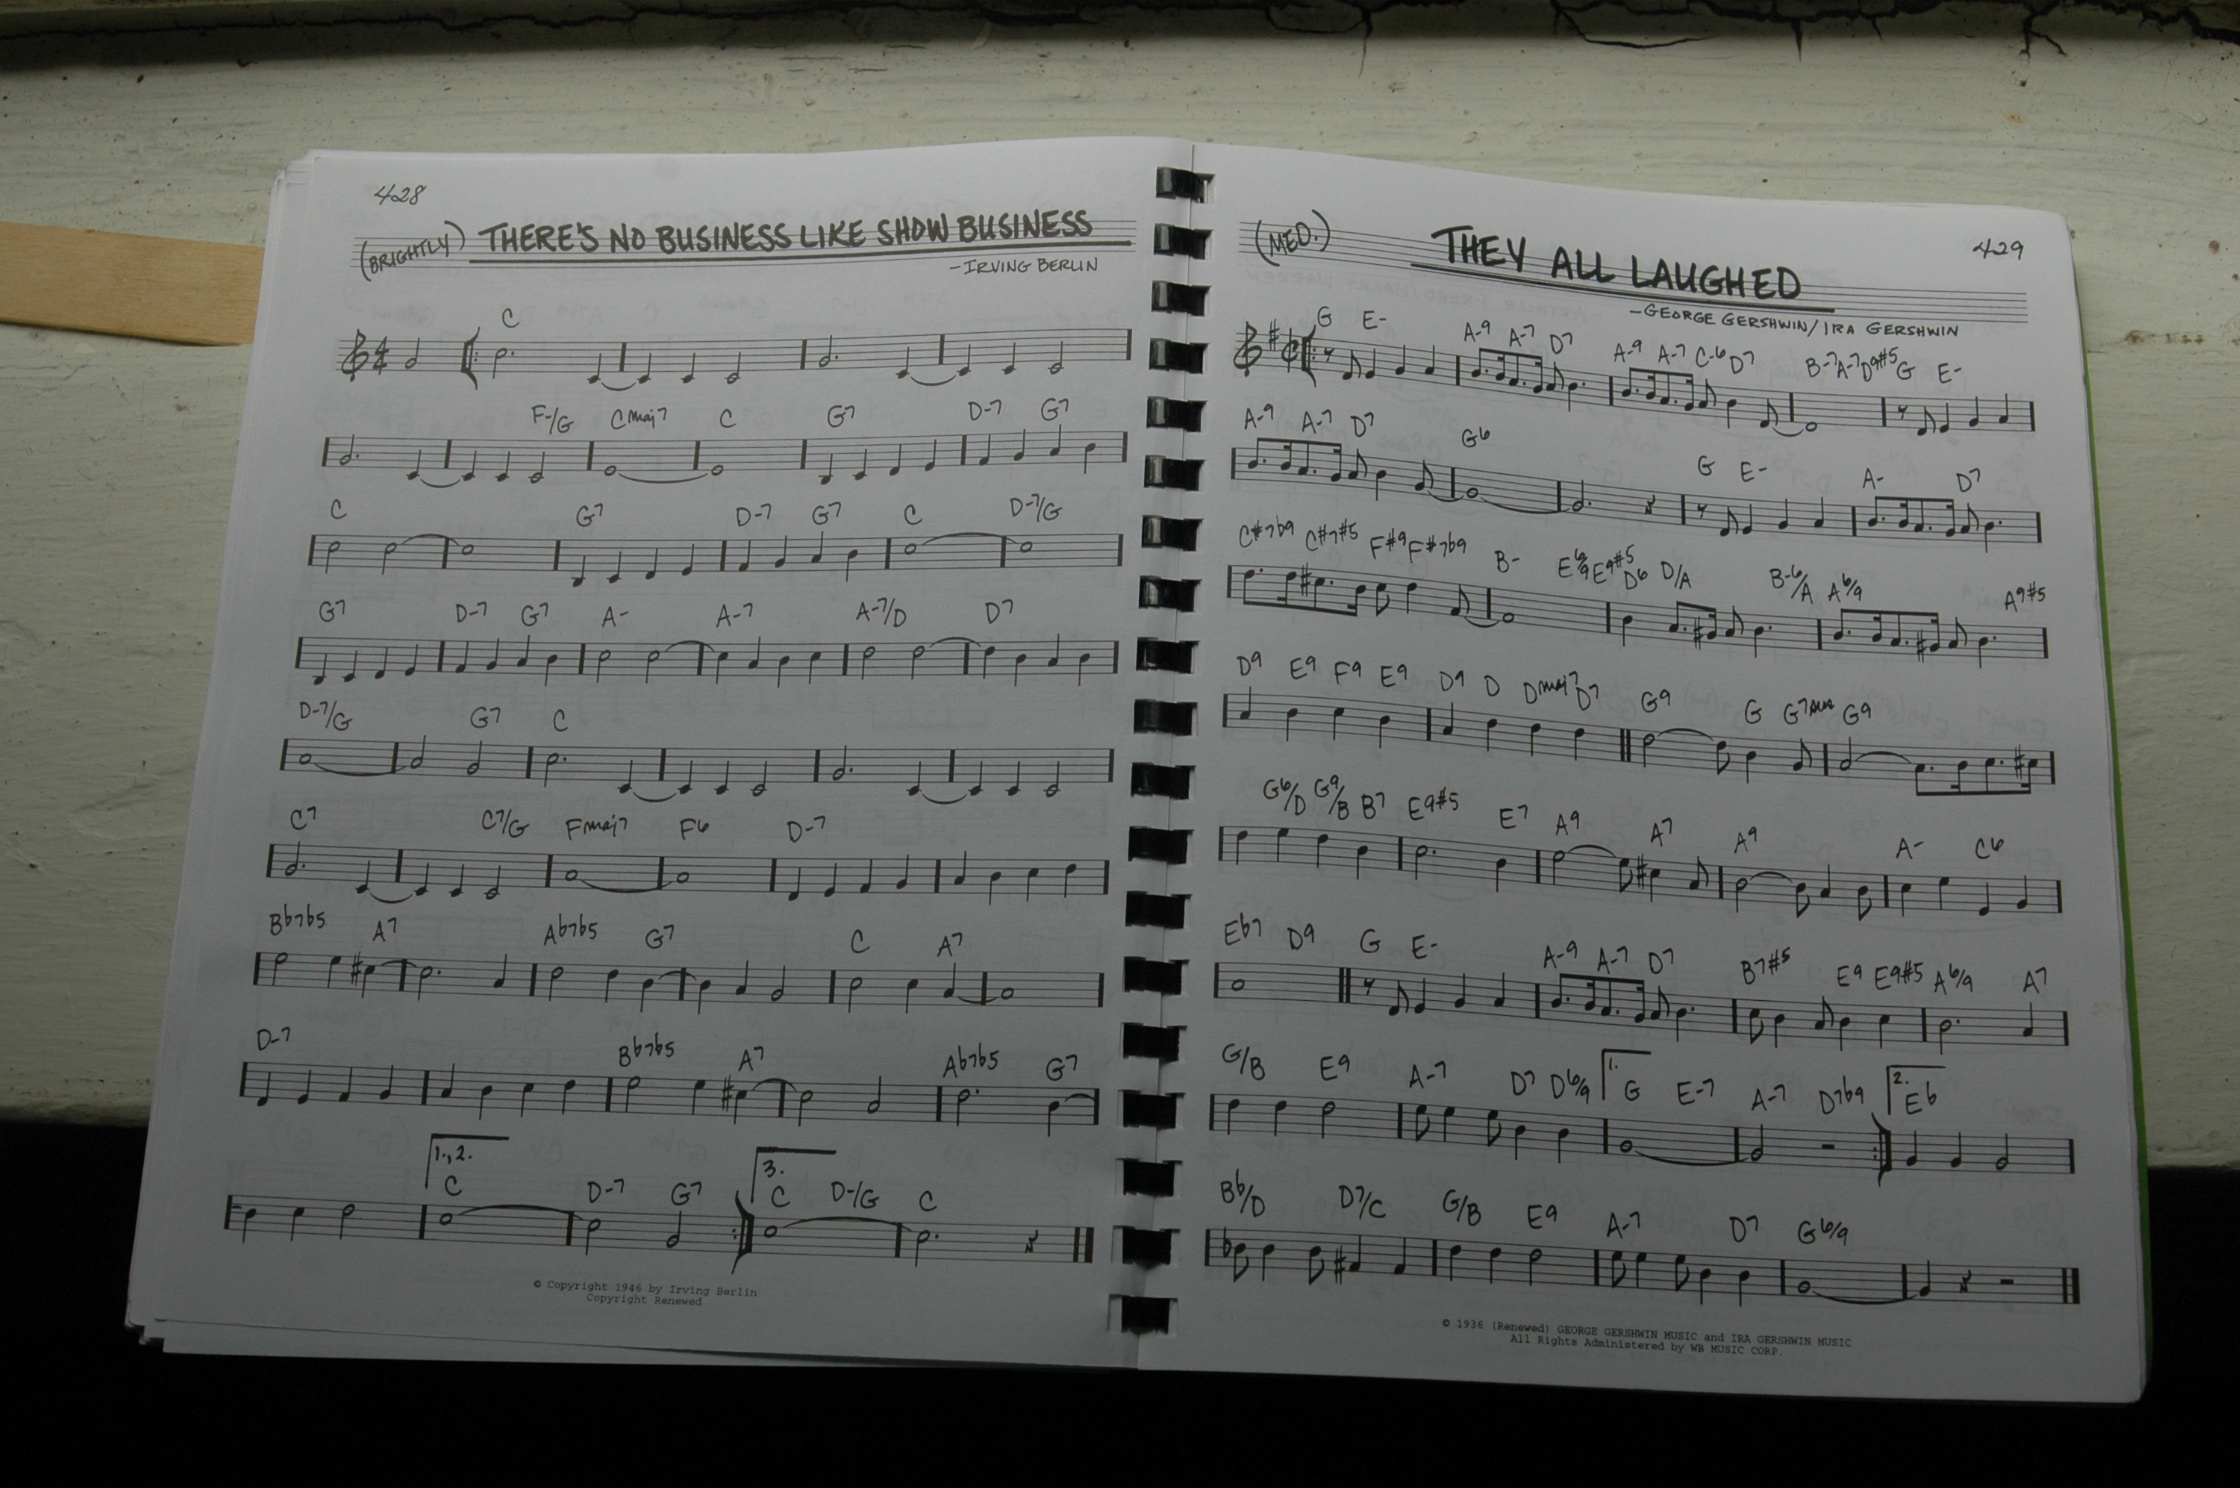 428
(BRIGHTLY) THERE'S NO BUSINESS LIKE SHOW BUSINESS
-IRVING BERLIN
C
F-/G Cmaj7 C G7 D-7 G7
C G7 D-7 G7 C D-7/G
G7 D-7 G7 A- A-7 A-7/D D7
D-7/G G7 C
C7 C7/G Fmaj7 F6 D-7
Bb7b5 A7 Ab7b5 G7 C A7
D-7 Bb7b5 A7 Ab7b5 G7
1.,2. 3.
C D-7 G7 C D-/G C
© Copyright 1946 by Irving Berlin
Copyright Renewed
(MED.) THEY ALL LAUGHED 429
-GEORGE GERSHWIN/IRA GERSHWIN
G E- A-9 A-7 D7 A-9 A-7 C-6 D7 B-7 A-7 D9#5 G E-
A-9 A-7 D7 G6 G E- A- D7
C#7b9 C#7#5 F#9 F#7b9 B- E6/9 E9#5 D6 D/A B-6/A A6/9 A9#5
D9 E9 F9 E9 D9 D Dmaj7 D7 G9 G G7 G9
G6/D G9/B B7 E9#5 E7 A9 A7 A9 A- C6
Eb7 D9 G E- A-9 A-7 D7 B7#5 E9 E9#5 A6/9 A7
G/B E9 A-7 D7 D6/9 1. G E-7 A-7 D7b9 2. Eb
Bb/D D7/C G/B E9 A-7 D7 G6/9
© 1936 (Renewed) GEORGE GERSHWIN MUSIC and IRA GERSHWIN MUSIC
All Rights Administered by WB MUSIC CORP.